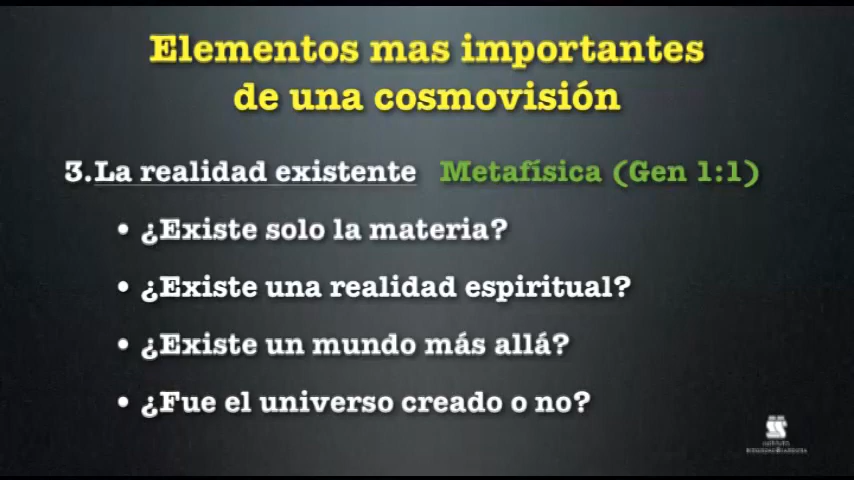 Elementos mas importantes
de una cosmovisión
3.La realidad existente Metafísica (Gen 1:1)
• ¿Existe solo la materia?
• ¿Existe una realidad espiritual?
• ¿Existe un mundo más allá?
• ¿Fue el universo creado o no?